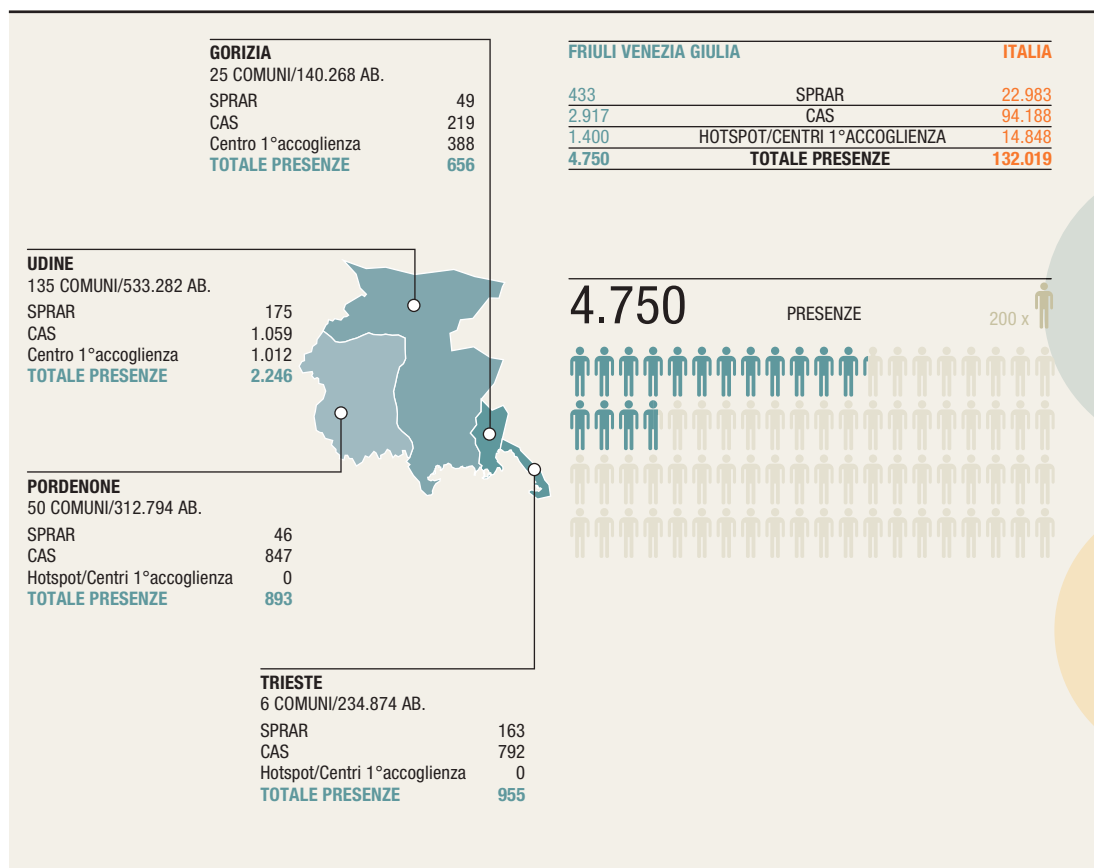 GORIZIA
25 COMUNI/140.268 AB.
SPRAR 49
CAS 219
Centro 1°accoglienza 388
TOTALE PRESENZE 656
FRIULI VENEZIA GIULIA ITALIA
433 SPRAR 22.983
2.917 CAS 94.188
1.400 HOTSPOT/CENTRI 1°ACCOGLIENZA 14.848
4.750 TOTALE PRESENZE 132.019
UDINE
135 COMUNI/533.282 AB.
SPRAR 175
CAS 1.059
Centro 1°accoglienza 1.012
TOTALE PRESENZE 2.246
4.750 PRESENZE 200 x
PORDENONE
50 COMUNI/312.794 AB.
SPRAR 46
CAS 847
Hotspot/Centri 1°accoglienza 0
TOTALE PRESENZE 893
TRIESTE
6 COMUNI/234.874 AB.
SPRAR 163
CAS 792
Hotspot/Centri 1°accoglienza 0
TOTALE PRESENZE 955